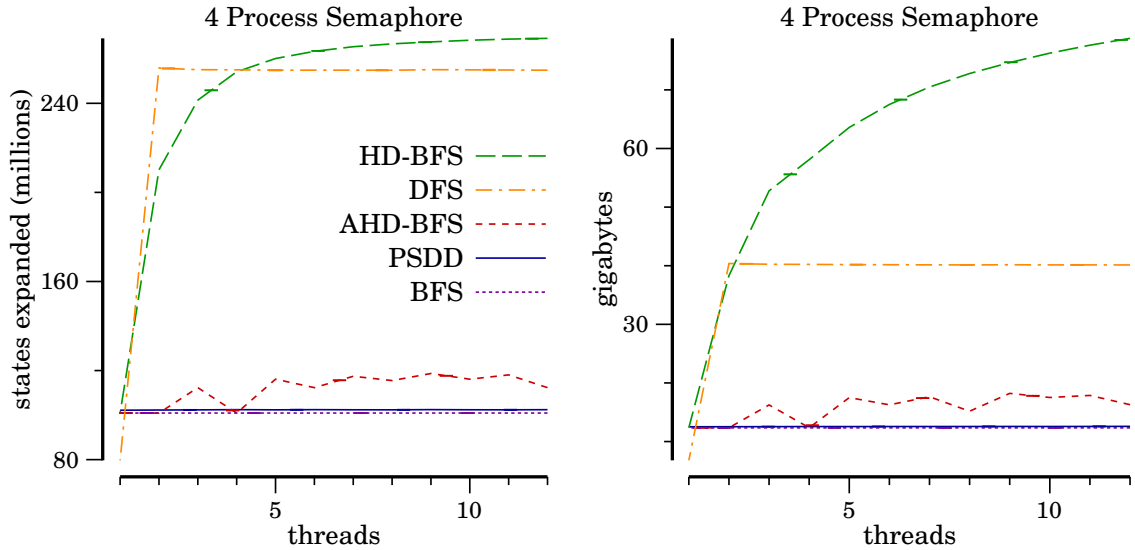 4 Process Semaphore
states expanded (millions)
240
160
80
HD-BFS
DFS
AHD-BFS
PSDD
BFS
5
10
threads
4 Process Semaphore
gigabytes
60
30
5
10
threads